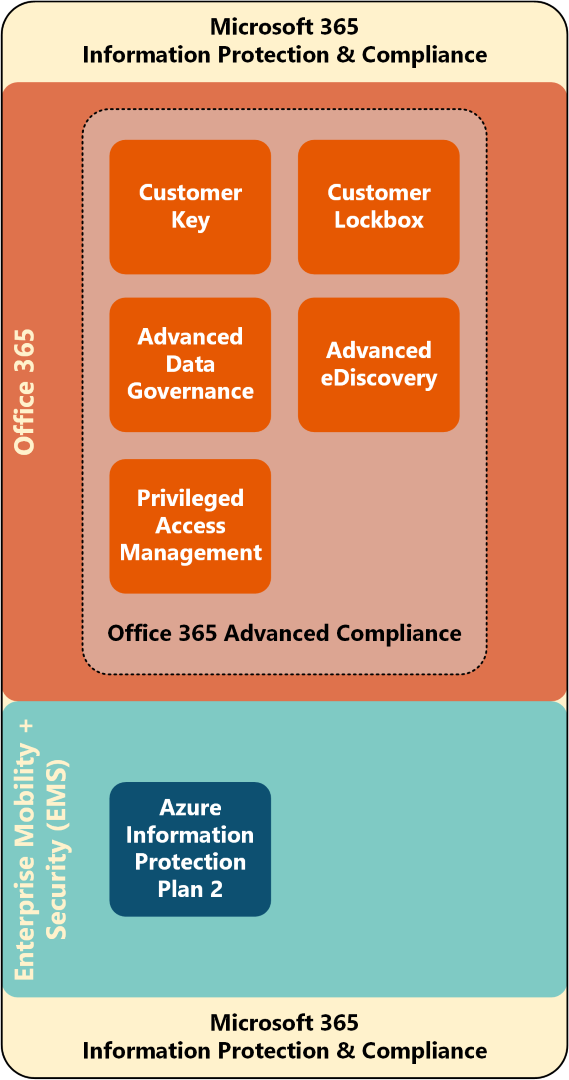 Microsoft 365
Information Protection & Compliance
Office 365
Customer
Key
Customer
Lockbox
Advanced
Data
Governance
Advanced
eDiscovery
Privileged
Access
Management
Office 365 Advanced Compliance
Enterprise Mobility +
Security (EMS)
Azure
Information
Protection
Plan 2
Microsoft 365
Information Protection & Compliance